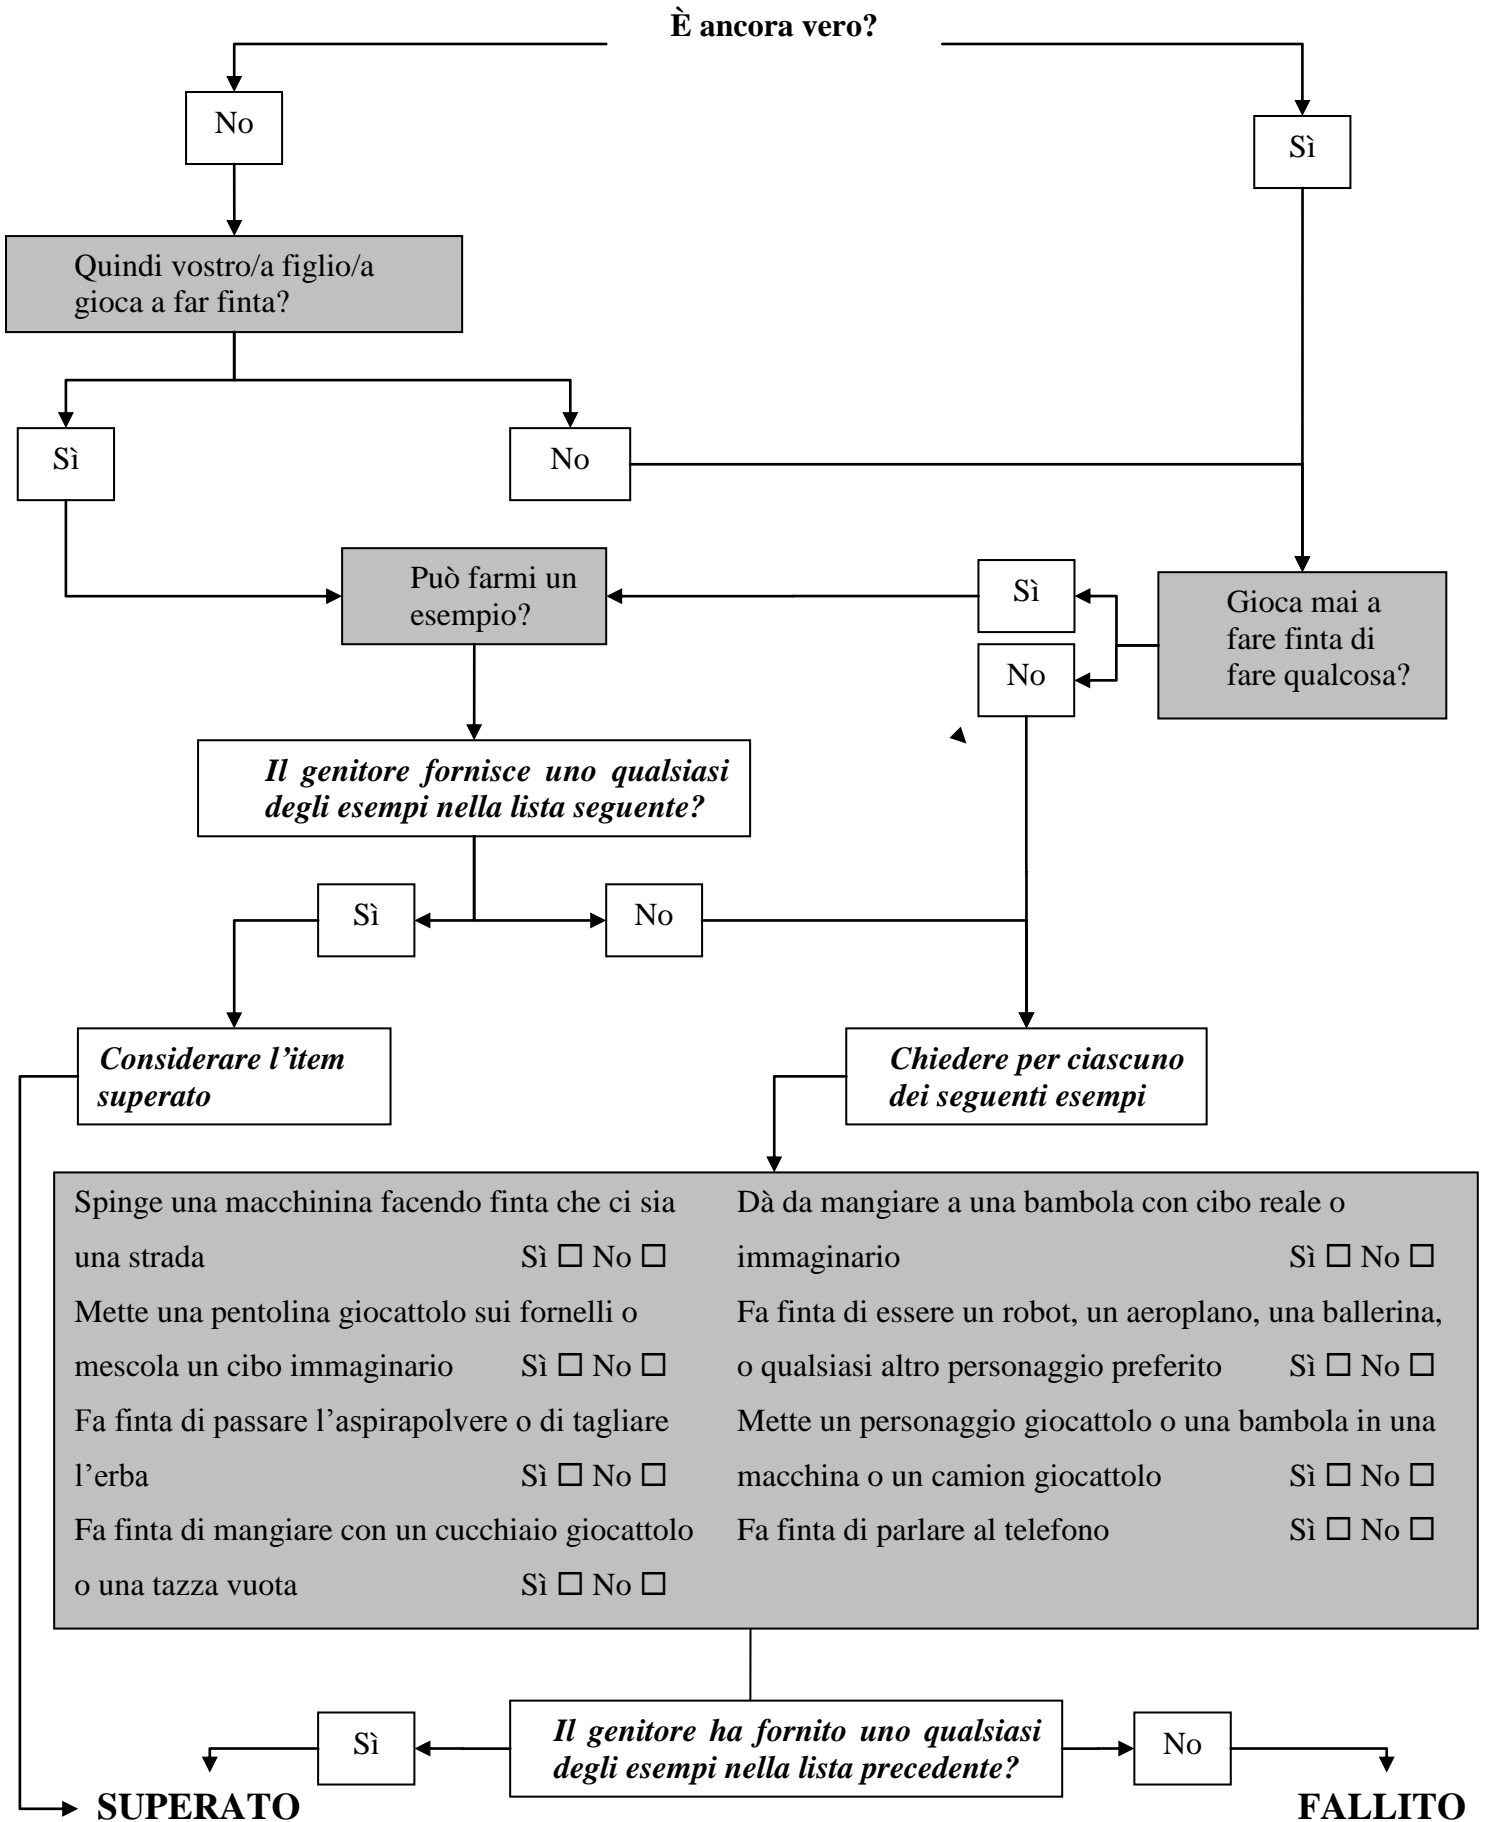 È ancora vero?
No
Sì
Quindi vostro/a figlio/a
gioca a far finta?
Sì
No
Può farmi un
esempio?
Sì
No
Gioca mai a
fare finta di
fare qualcosa?
Il genitore fornisce uno qualsiasi
degli esempi nella lista seguente?
Sì
No
Considerare l’item
superato
Chiedere per ciascuno
dei seguenti esempi
Spinge una macchinina facendo finta che ci sia
una strada Sì ☐ No ☐
Mette una pentolina giocattolo sui fornelli o
mescola un cibo immaginario Sì ☐ No ☐
Fa finta di passare l’aspirapolvere o di tagliare
l’erba Sì ☐ No ☐
Fa finta di mangiare con un cucchiaio giocattolo
o una tazza vuota Sì ☐ No ☐
Dà da mangiare a una bambola con cibo reale o
immaginario Sì ☐ No ☐
Fa finta di essere un robot, un aeroplano, una ballerina,
o qualsiasi altro personaggio preferito Sì ☐ No ☐
Mette un personaggio giocattolo o una bambola in una
macchina o un camion giocattolo Sì ☐ No ☐
Fa finta di parlare al telefono Sì ☐ No ☐
Sì
Il genitore ha fornito uno qualsiasi
degli esempi nella lista precedente?
No
SUPERATO
FALLITO